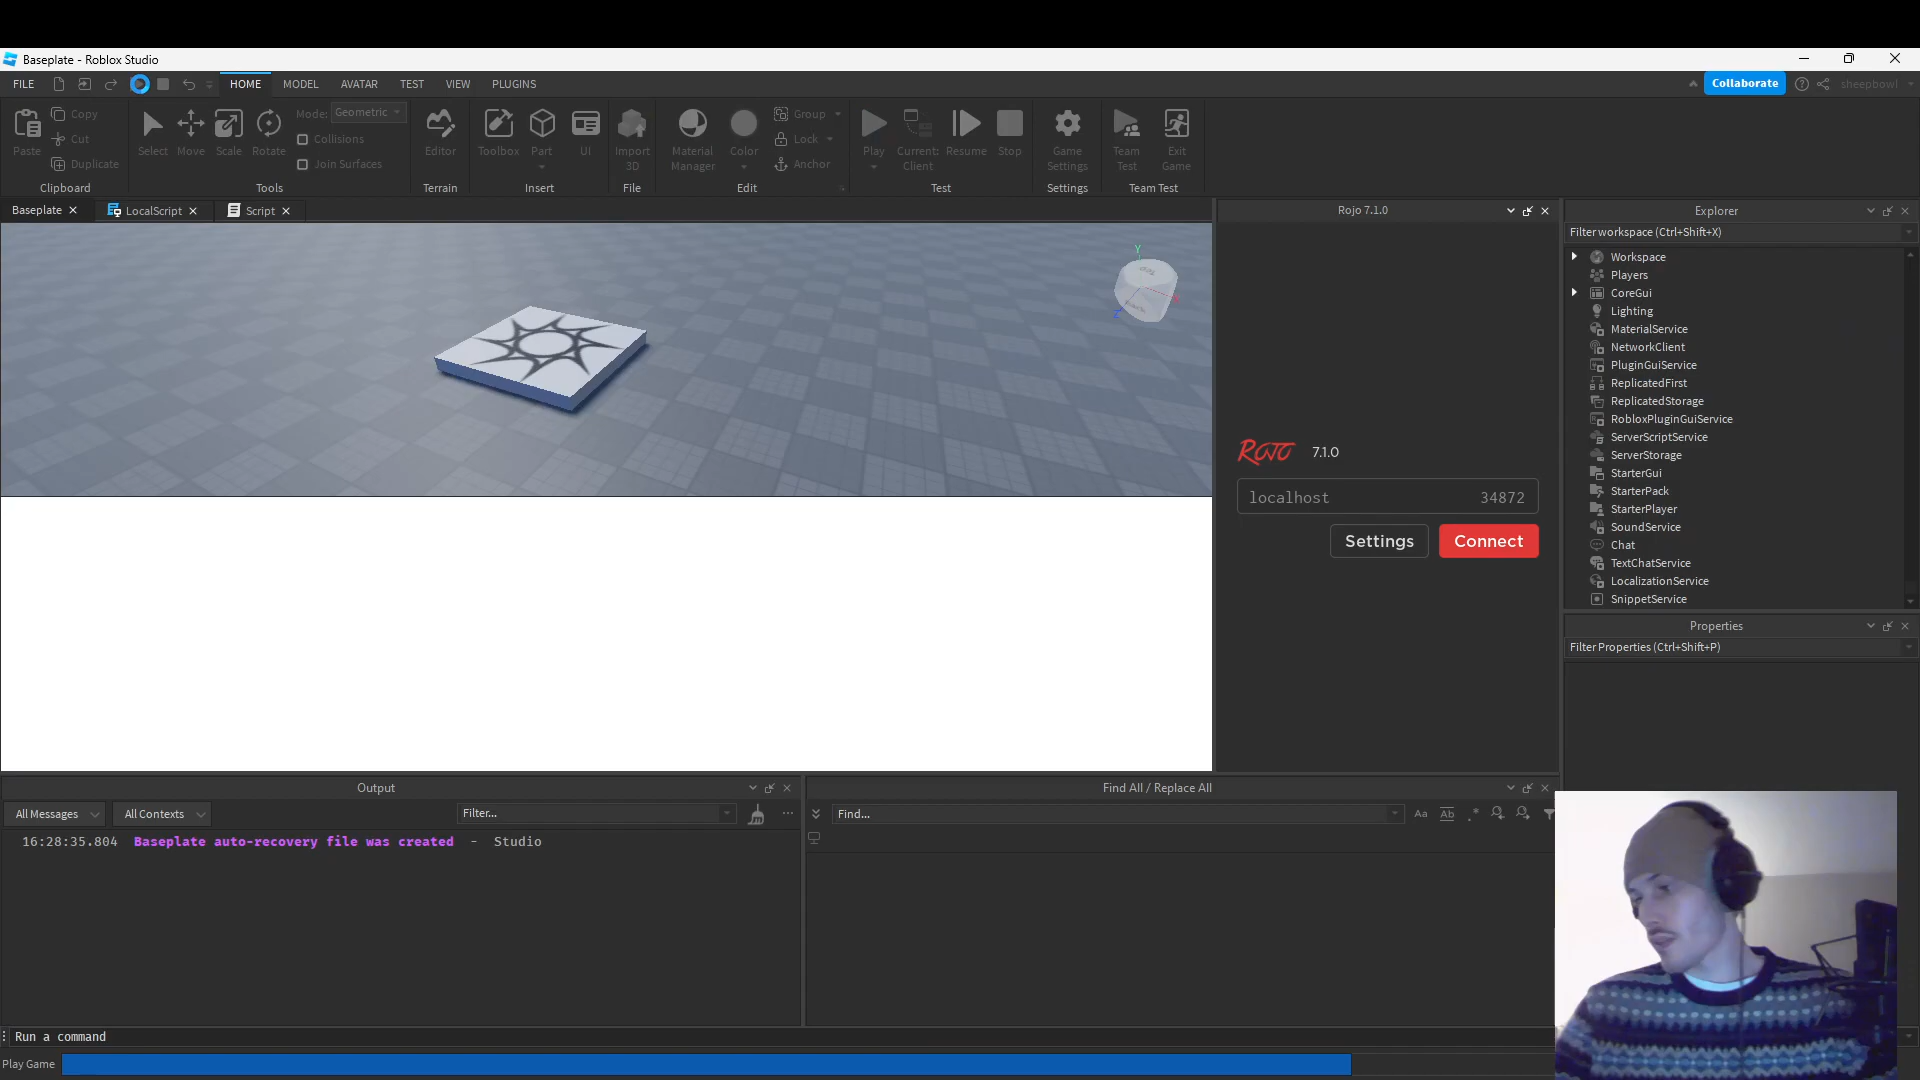 Baseplate - Roblox Studio
FILE HOME MODEL AVATAR TEST VIEW PLUGINS Collaborate sheepbowl
Paste Copy Cut Duplicate Clipboard
Select Move Scale Rotate Mode: Geometric Collisions Join Surfaces Tools
Editor Terrain
Toolbox Part UI Insert
Import 3D File
Material Manager Color Group Lock Anchor Edit
Play Current: Client Resume Stop Test
Game Settings Settings
Team Test Exit Game Team Test
Baseplate LocalScript Script
Y
Z
Rojo 7.1.0
ROJO 7.1.0
localhost 34872
Settings Connect
Explorer
Filter workspace (Ctrl+Shift+X)
Workspace
Players
CoreGui
Lighting
MaterialService
NetworkClient
PluginGuiService
ReplicatedFirst
ReplicatedStorage
RobloxPluginGuiService
ServerScriptService
ServerStorage
StarterGui
StarterPack
StarterPlayer
SoundService
Chat
TextChatService
LocalizationService
SnippetService
Properties
Filter Properties (Ctrl+Shift+P)
Output
All Messages All Contexts Filter...
16:28:35.804 Baseplate auto-recovery file was created - Studio
Find All / Replace All
Find... Aa Ab .*
Run a command
Play Game